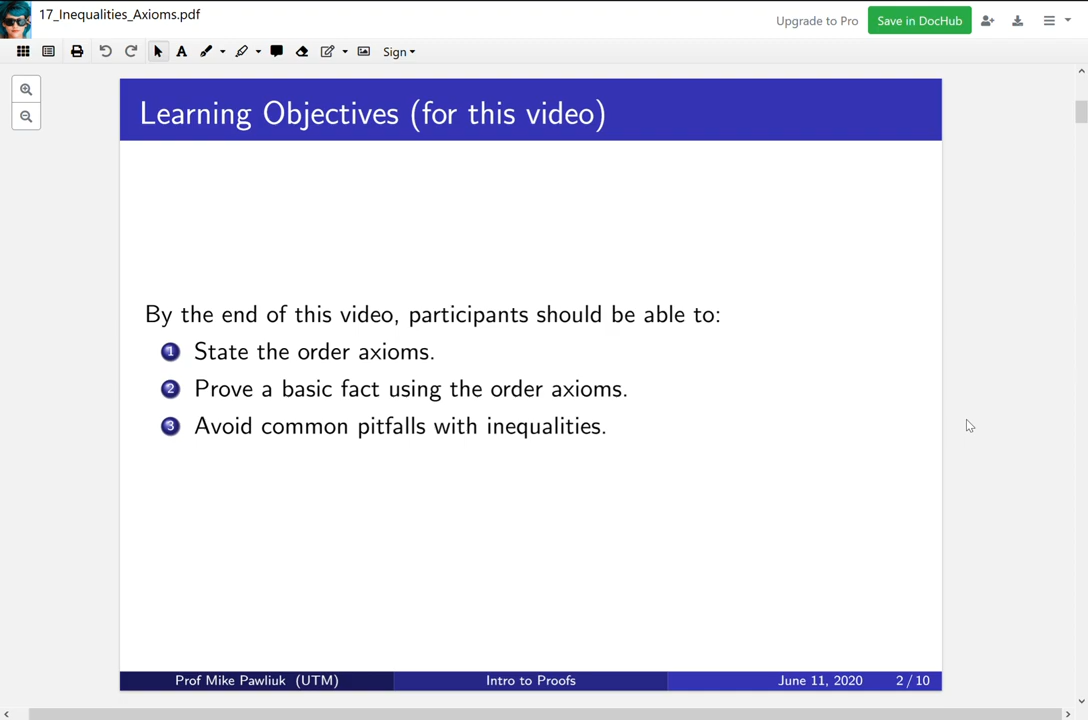 17_Inequalities_Axioms.pdf
Upgrade to Pro
Save in DocHub
A
Sign
Learning Objectives (for this video)
By the end of this video, participants should be able to:
1 State the order axioms.
2 Prove a basic fact using the order axioms.
3 Avoid common pitfalls with inequalities.
Prof Mike Pawliuk (UTM) Intro to Proofs June 11, 2020 2 / 10